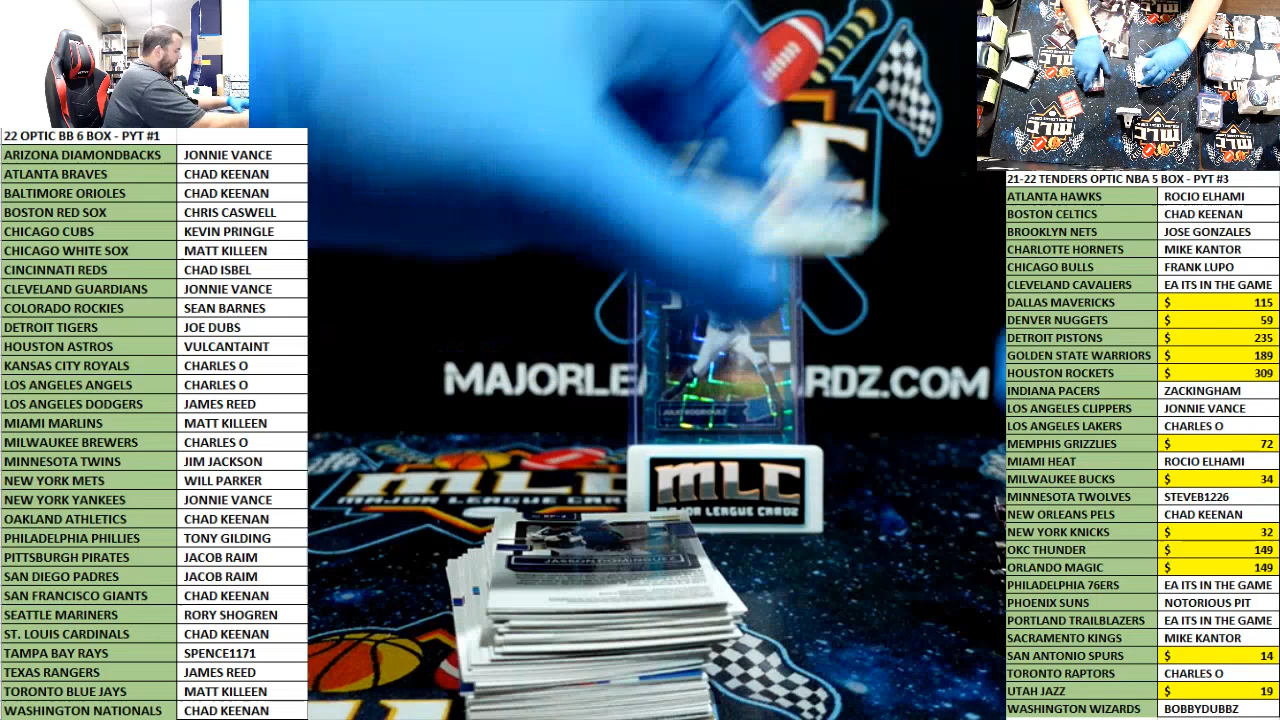 22 OPTIC BB 6 BOX - PYT #1
ARIZONA DIAMONDBACKS JONNIE VANCE
ATLANTA BRAVES CHAD KEENAN
BALTIMORE ORIOLES CHAD KEENAN
BOSTON RED SOX CHRIS CASWELL
CHICAGO CUBS KEVIN PRINGLE
CHICAGO WHITE SOX MATT KILLEEN
CINCINNATI REDS CHAD ISBEL
CLEVELAND GUARDIANS JONNIE VANCE
COLORADO ROCKIES SEAN BARNES
DETROIT TIGERS JOE DUBS
HOUSTON ASTROS VULCANTAINT
KANSAS CITY ROYALS CHARLES O
LOS ANGELES ANGELS CHARLES O
LOS ANGELES DODGERS JAMES REED
MIAMI MARLINS MATT KILLEEN
MILWAUKEE BREWERS CHARLES O
MINNESOTA TWINS JIM JACKSON
NEW YORK METS WILL PARKER
NEW YORK YANKEES JONNIE VANCE
OAKLAND ATHLETICS CHAD KEENAN
PHILADELPHIA PHILLIES TONY GILDING
PITTSBURGH PIRATES JACOB RAIM
SAN DIEGO PADRES JACOB RAIM
SAN FRANCISCO GIANTS CHAD KEENAN
SEATTLE MARINERS RORY SHOGREN
ST. LOUIS CARDINALS CHAD KEENAN
TAMPA BAY RAYS SPENCE1171
TEXAS RANGERS JAMES REED
TORONTO BLUE JAYS MATT KILLEEN
WASHINGTON NATIONALS CHAD KEENAN
MAJORLE RDZ.COM
JULIO RODRIGUEZ
MLC
MAJOR LEAGUE CARDZ
MLC
MAJOR LEAGUE CARD
JASSON DOMINGUEZ
MLC
21-22 TENDERS OPTIC NBA 5 BOX - PYT #3
ATLANTA HAWKS ROCIO ELHAMI
BOSTON CELTICS CHAD KEENAN
BROOKLYN NETS JOSE GONZALES
CHARLOTTE HORNETS MIKE KANTOR
CHICAGO BULLS FRANK LUPO
CLEVELAND CAVALIERS EA ITS IN THE GAME
DALLAS MAVERICKS $ 115
DENVER NUGGETS $ 59
DETROIT PISTONS $ 235
GOLDEN STATE WARRIORS $ 189
HOUSTON ROCKETS $ 309
INDIANA PACERS ZACKINGHAM
LOS ANGELES CLIPPERS JONNIE VANCE
LOS ANGELES LAKERS CHARLES O
MEMPHIS GRIZZLIES $ 72
MIAMI HEAT ROCIO ELHAMI
MILWAUKEE BUCKS $ 34
MINNESOTA TWOLVES STEVEB1226
NEW ORLEANS PELS CHAD KEENAN
NEW YORK KNICKS $ 32
OKC THUNDER $ 149
ORLANDO MAGIC $ 149
PHILADELPHIA 76ERS EA ITS IN THE GAME
PHOENIX SUNS NOTORIOUS PIT
PORTLAND TRAILBLAZERS EA ITS IN THE GAME
SACRAMENTO KINGS MIKE KANTOR
SAN ANTONIO SPURS $ 14
TORONTO RAPTORS CHARLES O
UTAH JAZZ $ 19
WASHINGTON WIZARDS BOBBYDUBBZ